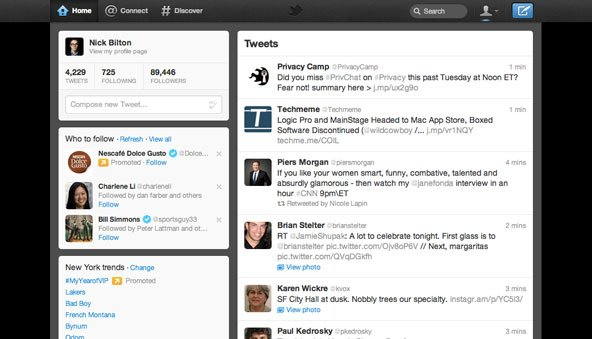 Home Connect Discover Search
Nick Bilton
View my profile page
4,229 725 89,446
TWEETS FOLLOWING FOLLOWERS
Compose new Tweet...
Who to follow · Refresh · View all
Nescafé Dolce Gusto @Dolce...
Promoted · Follow
Charlene Li @charleneli
Followed by dan farber and others
Follow
Bill Simmons @sportsguy33
Followed by Peter Lattman and ot...
Follow
New York trends · Change
#MyYearofVIP Promoted
Lakers
Bad Boy
French Montana
Bynum
Odom
Tweets
Privacy Camp @PrivacyCamp 1 min
Did you miss #PrivChat on #Privacy this past Tuesday at Noon ET?
Fear not! summary here > j.mp/ux2g9o
Techmeme @Techmeme 1 min
Logic Pro and MainStage Headed to Mac App Store, Boxed
Software Discontinued (@wildcowboy /... j.mp/vr1NQY
techme.me/COIL
Piers Morgan @piersmorgan 4 mins
If you like your women smart, funny, combative, talented and
absurdly glamorous - then watch my @janefonda interview in an
hour #CNN 9pm\ET
Retweeted by Nicole Lapin
Brian Stelter @brianstelter 2 mins
RT @JamieShupak: A lot to celebrate tonight. First glass is to
@brianstelter pic.twitter.com/Ojv8oP6V // Next, margaritas
pic.twitter.com/QVqDGkfh
View photo
Karen Wickre @kvox 3 mins
SF City Hall at dusk. Nobly trees our specialty. instagr.am/p/YC5I3/
View photo
Paul Kedrosky @pkedrosky 3 mins